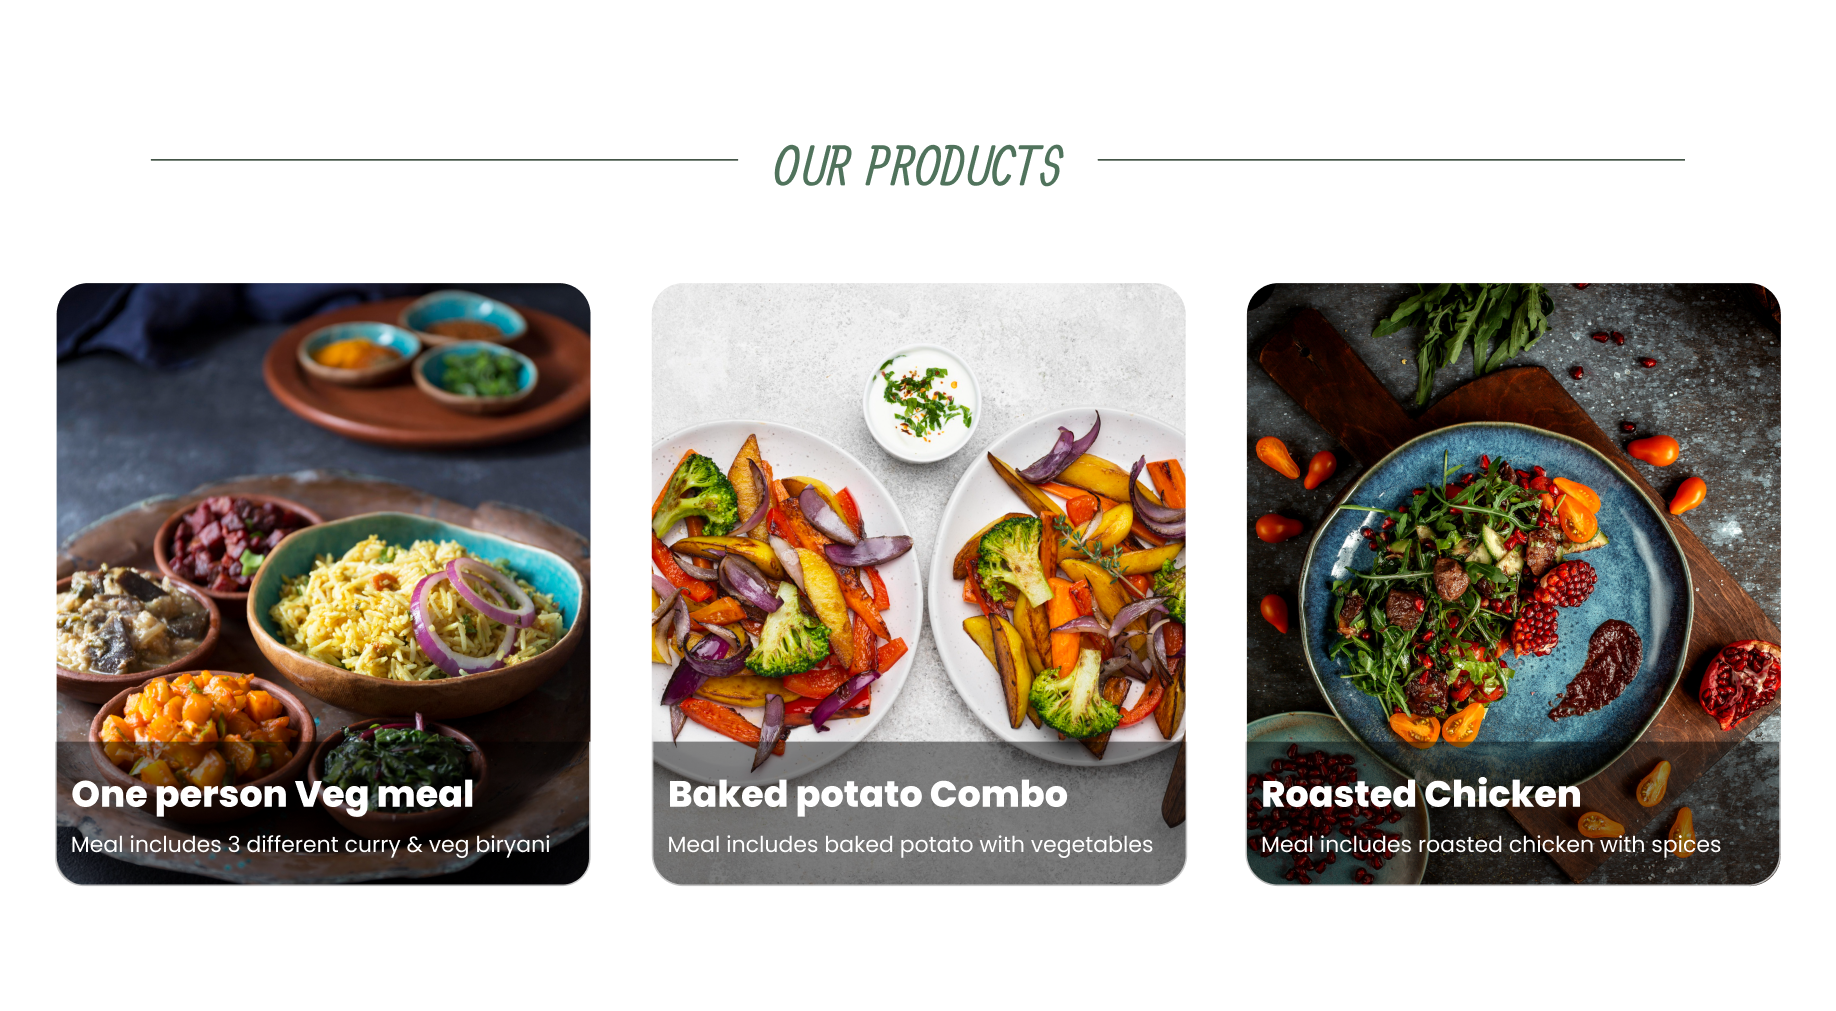 OUR PRODUCTS
One person Veg meal
Meal includes 3 different curry & veg biryani
Baked potato Combo
Meal includes baked potato with vegetables
Roasted Chicken
Meal includes roasted chicken with spices